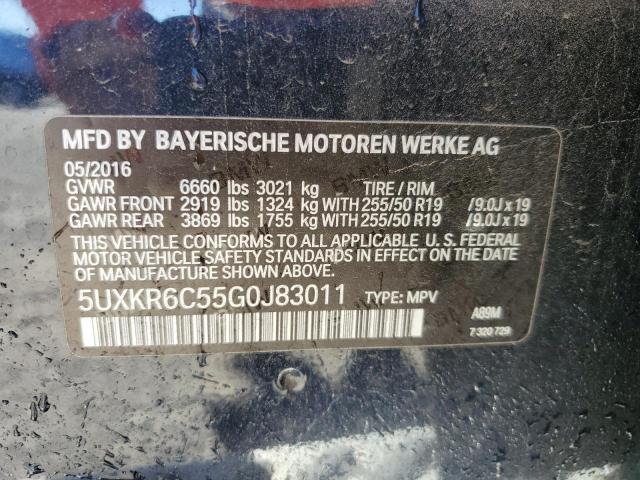 MFD BY BAYERISCHE MOTOREN WERKE AG
05/2016
GVWR 6660 lbs 3021 kg TIRE / RIM
GAWR FRONT 2919 lbs 1324 kg WITH 255/50 R19 /9.0J x 19
GAWR REAR 3869 lbs 1755 kg WITH 255/50 R19 /9.0J x 19
THIS VEHICLE CONFORMS TO ALL APPLICABLE U. S. FEDERAL
MOTOR VEHICLE SAFETY STANDARDS IN EFFECT ON THE DATE
OF MANUFACTURE SHOWN ABOVE.
5UXKR6C55G0J83011 TYPE: MPV A89M
7 320 729